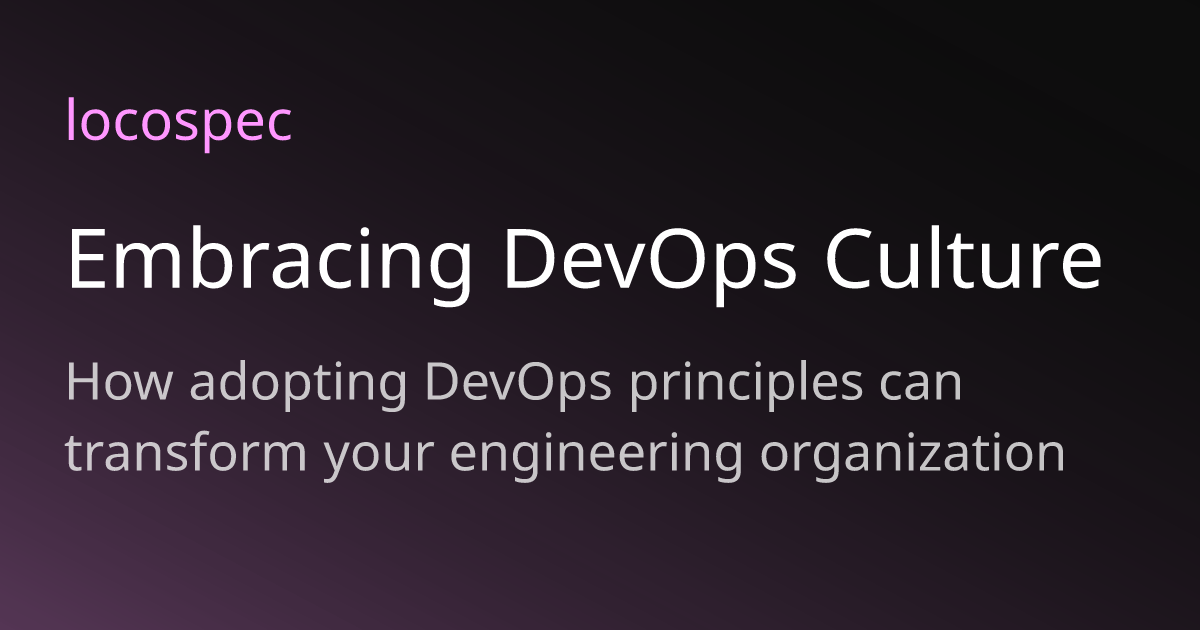 locospec
Embracing DevOps Culture
How adopting DevOps principles can
transform your engineering organization